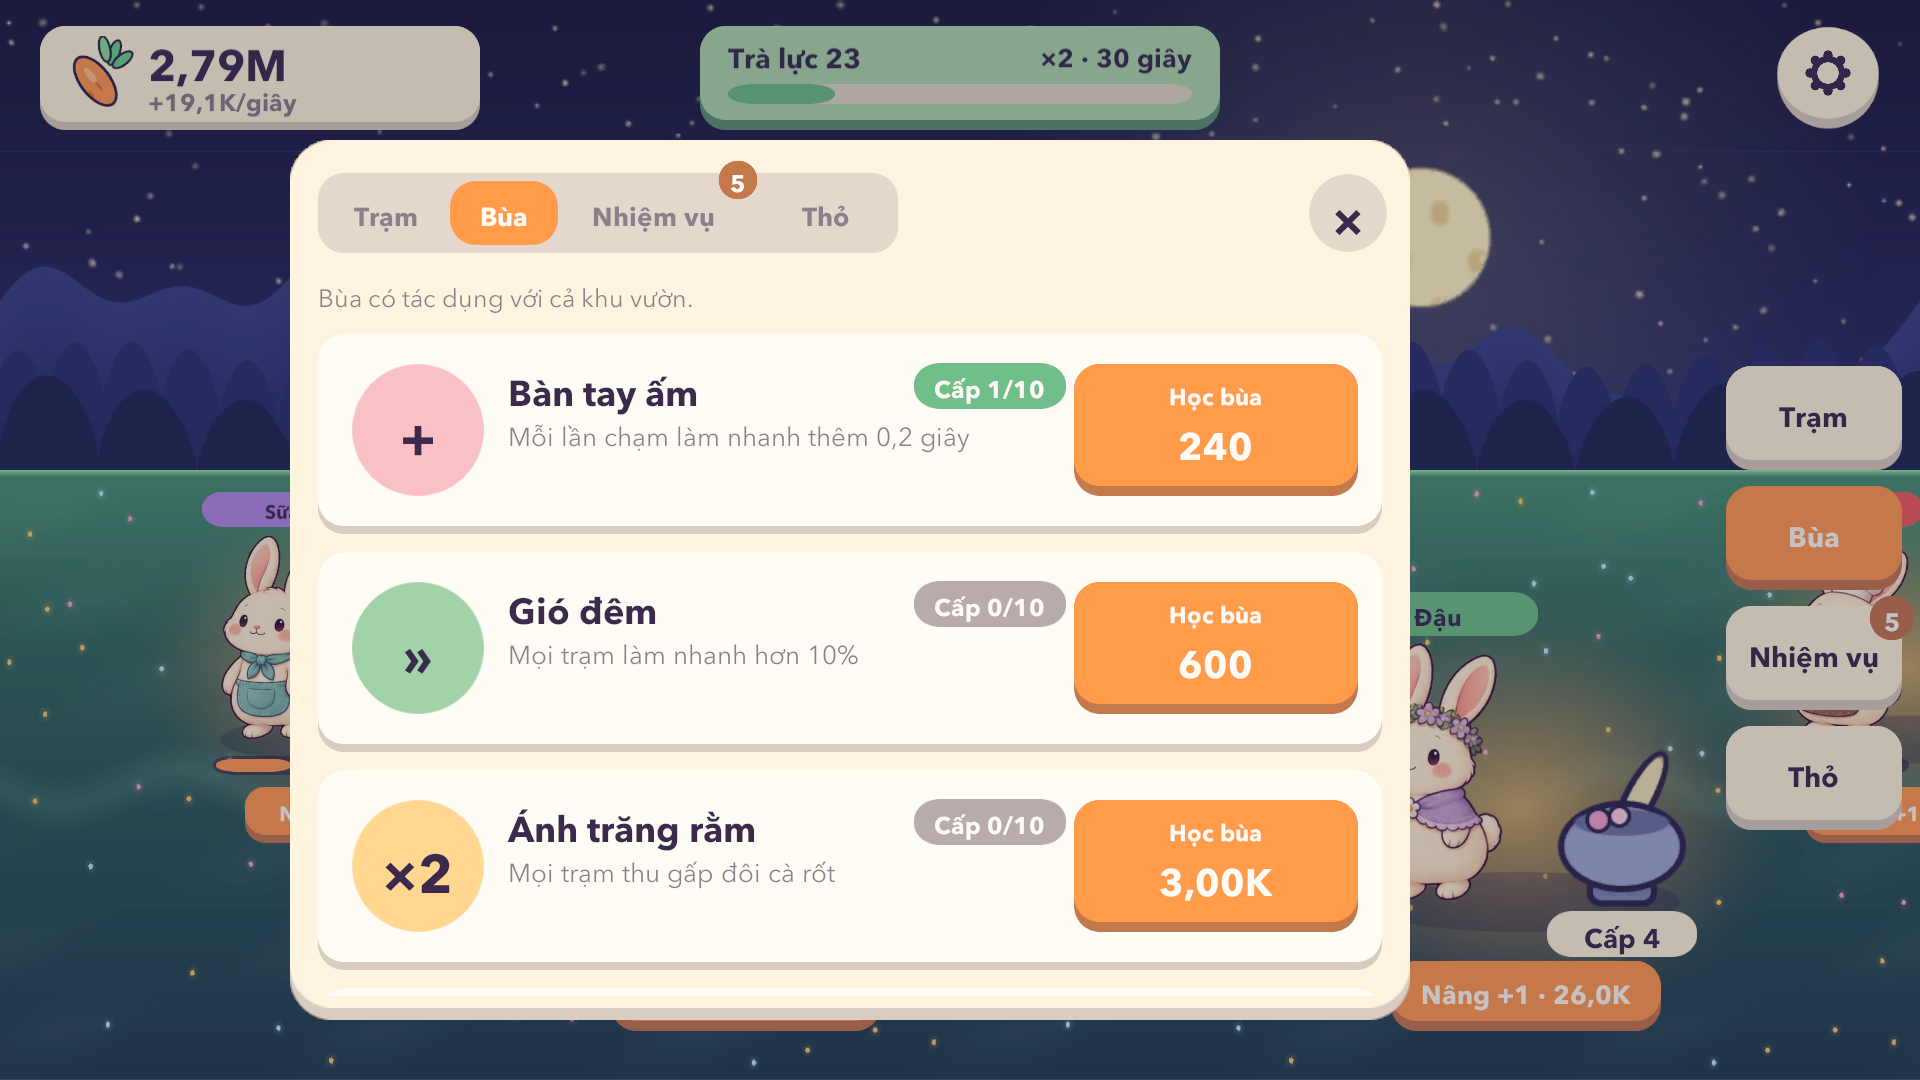 2,79M
+19,1K/giây
Trà lực 23
×2 · 30 giây
Trạm
Bùa
Nhiệm vụ
5
Thỏ
×
Bùa có tác dụng với cả khu vườn.
+
Bàn tay ấm
Mỗi lần chạm làm nhanh thêm 0,2 giây
Cấp 1/10
Học bùa
240
»
Gió đêm
Mọi trạm làm nhanh hơn 10%
Cấp 0/10
Học bùa
600
×2
Ánh trăng rằm
Mọi trạm thu gấp đôi cà rốt
Cấp 0/10
Học bùa
3,00K
Trạm
Bùa
Nhiệm vụ
5
Thỏ
Đậu
Cấp 4
Nâng +1 · 26,0K